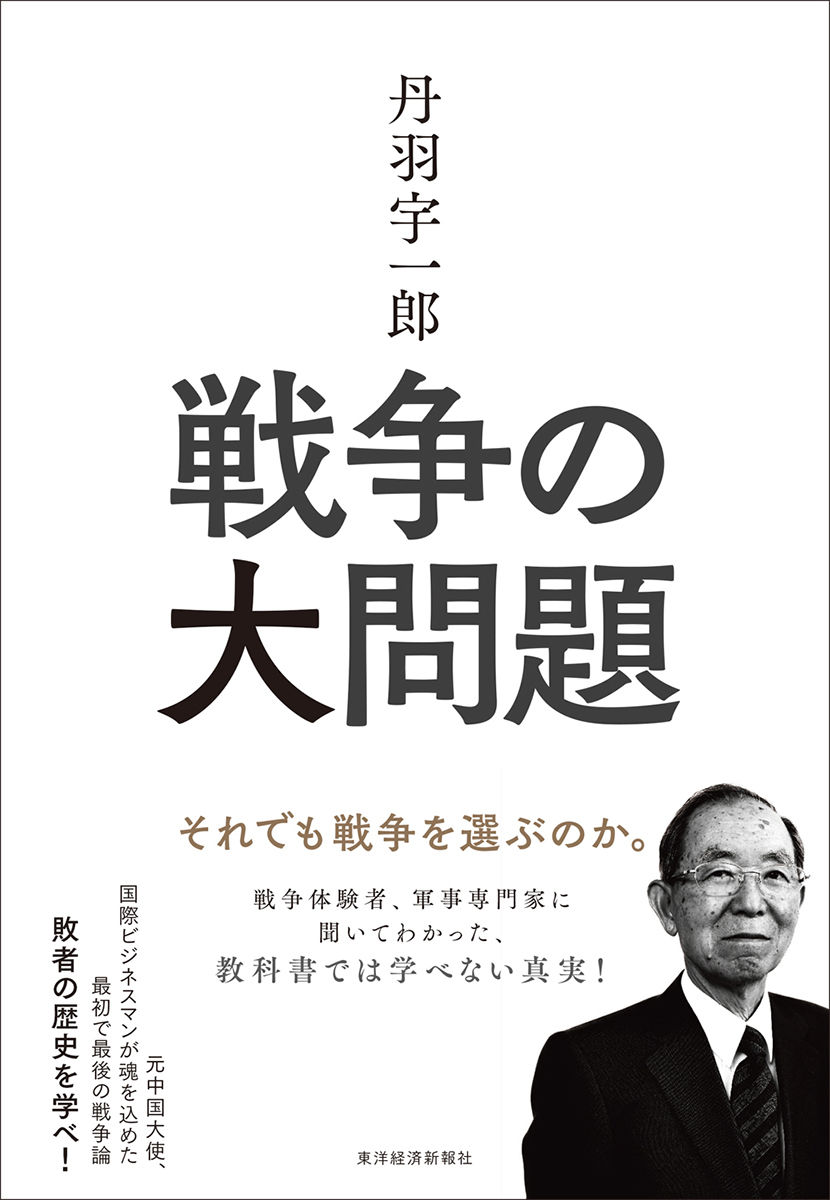 丹羽宇一郎
戦争の
大問題
それでも戦争を選ぶのか。
戦争体験者、軍事専門家に
聞いてわかった、
教科書では学べない真実！
元中国大使、
国際ビジネスマンが魂を込めた
最初で最後の戦争論
敗者の歴史を学べ！
東洋経済新報社